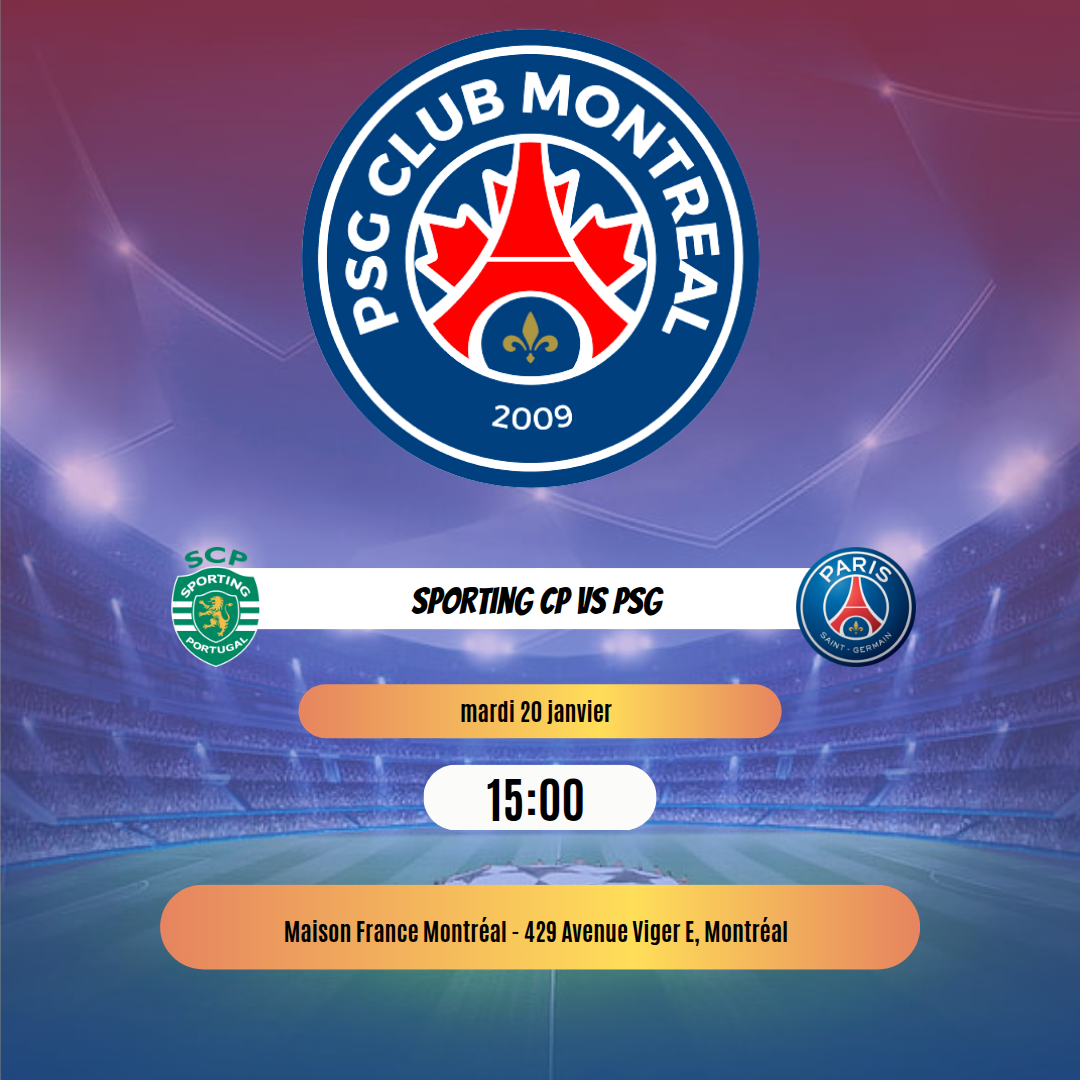 PSG CLUB MONTREAL
2009
SCP
SPORTING
PORTUGAL
SPORTING CP VS PSG
PARIS
SAINT-GERMAIN
mardi 20 janvier
15:00
Maison France Montréal - 429 Avenue Viger E, Montréal